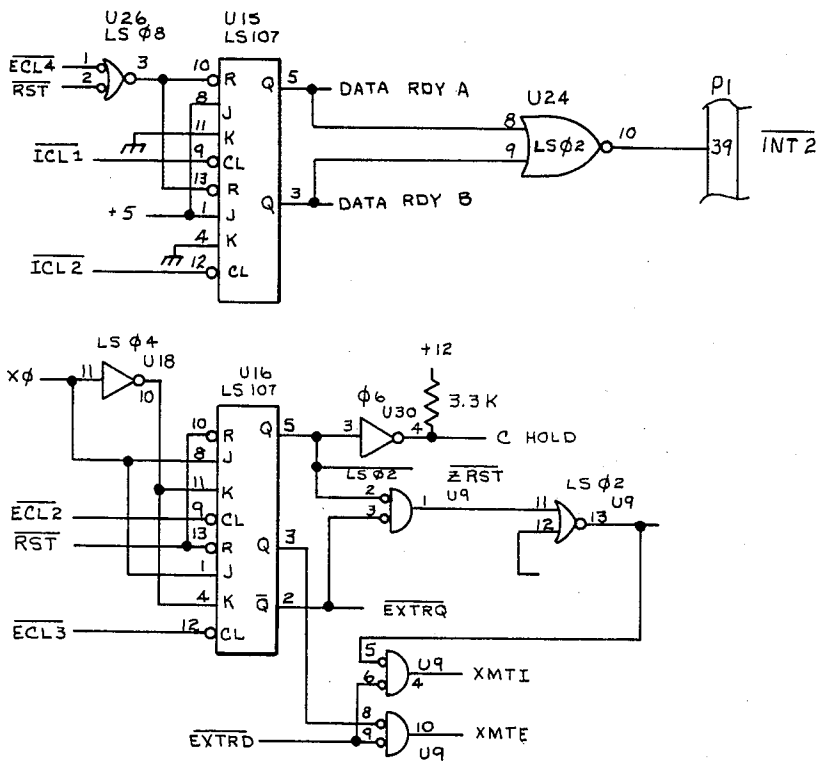 U26
LS Ø8
U15
LS107
ECL4
1
3
10
R
Q
5
DATA RDY A
RST
2
8
J
11
K
ICL1
9
CL
13
R
+5
1
J
Q
3
DATA RDY B
4
K
ICL2
12
CL
U24
8
9
LSØ2
10
P1
39
INT 2
LS Ø4
U18
XØ
11
10
U16
LS107
10
R
Q
5
8
J
11
K
ECL2
9
CL
RST
13
R
Q
3
1
J
4
K
Q
2
EXTRQ
ECL3
12
CL
+12
3.3K
Ø6
U30
3
4
C HOLD
LS Ø2
ZRST
2
3
1
U9
LS Ø2
U9
11
12
13
5
6
U9
4
XMTI
8
EXTRD
9
10
XMTE
U9